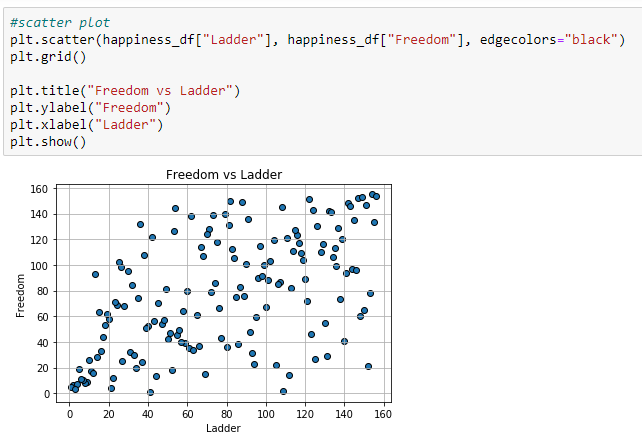 #scatter plot
plt.scatter(happiness_df["Ladder"], happiness_df["Freedom"], edgecolors="black")
plt.grid()
plt.title("Freedom vs Ladder")
plt.ylabel("Freedom")
plt.xlabel("Ladder")
plt.show()
Freedom vs Ladder
160
140
120
100
80
60
40
20
0
Freedom
0 20 40 60 80 100 120 140 160
Ladder